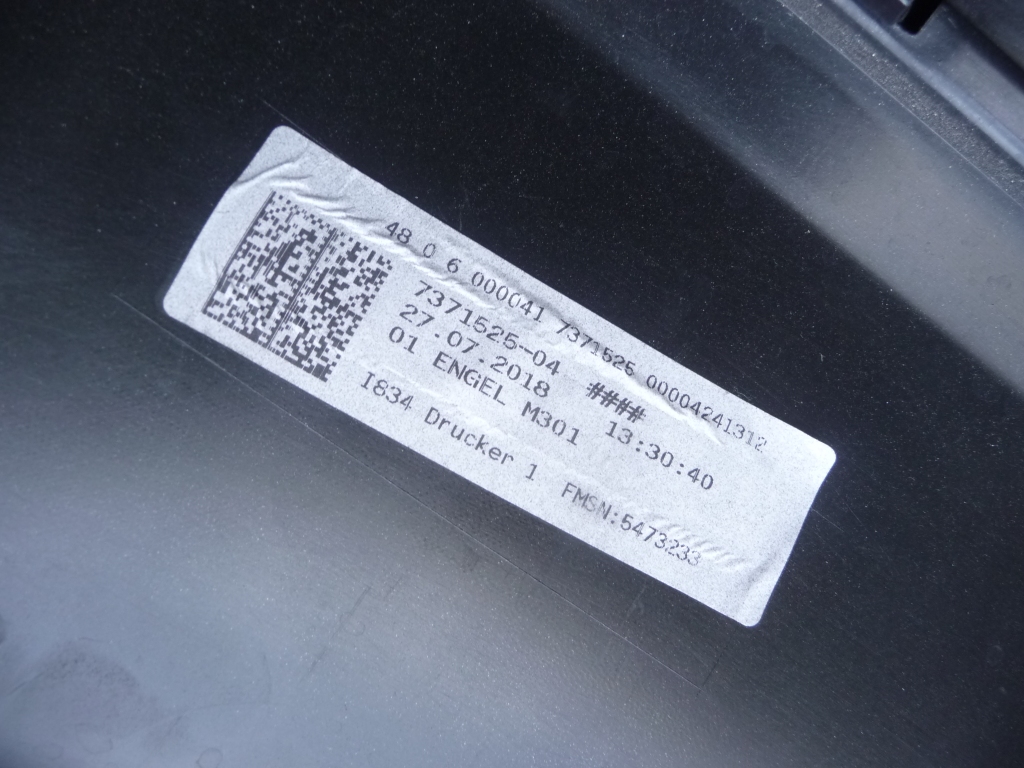 48 0 6 000041 7371525 00004241312
7371525-04 ####
27.07.2018 13:30:40
01 ENGEL M301
I834 Drucker 1 FMSN:5473233